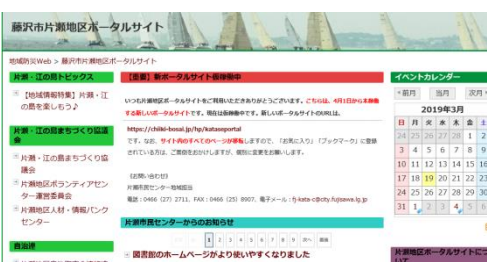 藤沢市片瀬地区ポータルサイト
地域防災Web > 藤沢市片瀬地区ポータルサイト
片瀬・江の島トピックス
【地域情報特集】片瀬・江の島を楽しもう♪
片瀬・江の島まちづくり協議会
片瀬・江の島まちづくり協議会
片瀬地区ボランティアセンター運営委員会
片瀬地区人材・情報バンクセンター
自治連
【重要】新ポータルサイト仮稼働中
いつも片瀬地区ポータルサイトをご利用いただきありがとうございます。こちらは、4月1日から本稼働する新しいポータルサイトです。現在は仮稼働中です。新しいポータルサイトのURLは、
https://chiiki-bosai.jp/hp/kataseportal
です。なお、サイト内のすべてのページが移転しますので、「お気に入り」「ブックマーク」に登録されている方は、ご面倒をおかけしますが、個別に変更をお願いします。
《お問い合わせ》
片瀬市民センター地域担当
電話:0466(27)2711、FAX:0466(25)8907、電子メール:fj-kata-c@city.fujisawa.lg.jp
片瀬市民センターからのお知らせ
1 2 3 4 5 6 7 8 9 次へ 最後
図書館のホームページがより使いやすくなりました
イベントカレンダー
<前月 当月 次月
2019年3月
日 月 火 水 木 金 土
24 25 26 27 28 1 2
3 4 5 6 7 8 9
10 11 12 13 14 15 16
17 18 19 20 21 22 23
24 25 26 27 28 29 30
31 1 2 3 4 5 6
片瀬地区ポータルサイトについて